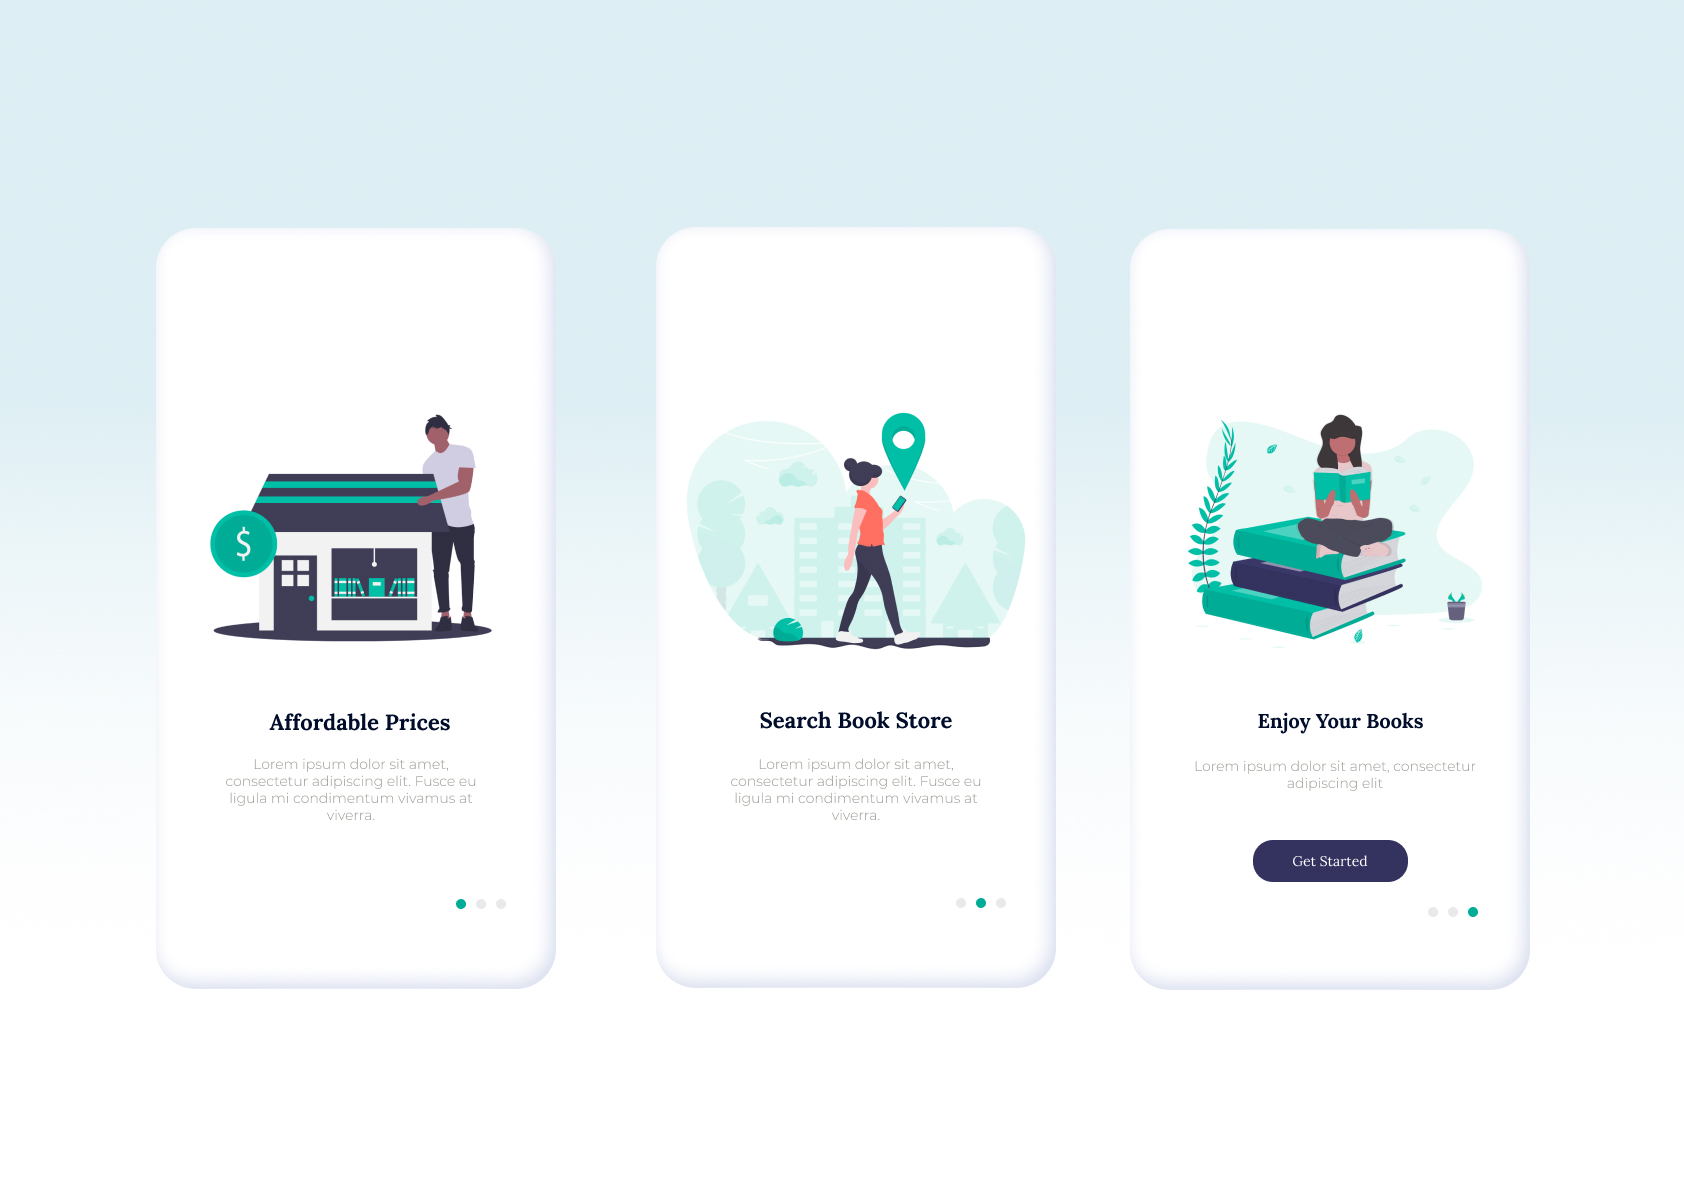 $
Affordable Prices
Lorem ipsum dolor sit amet,
consectetur adipiscing elit. Fusce eu
ligula mi condimentum vivamus at
viverra.
Search Book Store
Lorem ipsum dolor sit amet,
consectetur adipiscing elit. Fusce eu
ligula mi condimentum vivamus at
viverra.
Enjoy Your Books
Lorem ipsum dolor sit amet, consectetur
adipiscing elit
Get Started